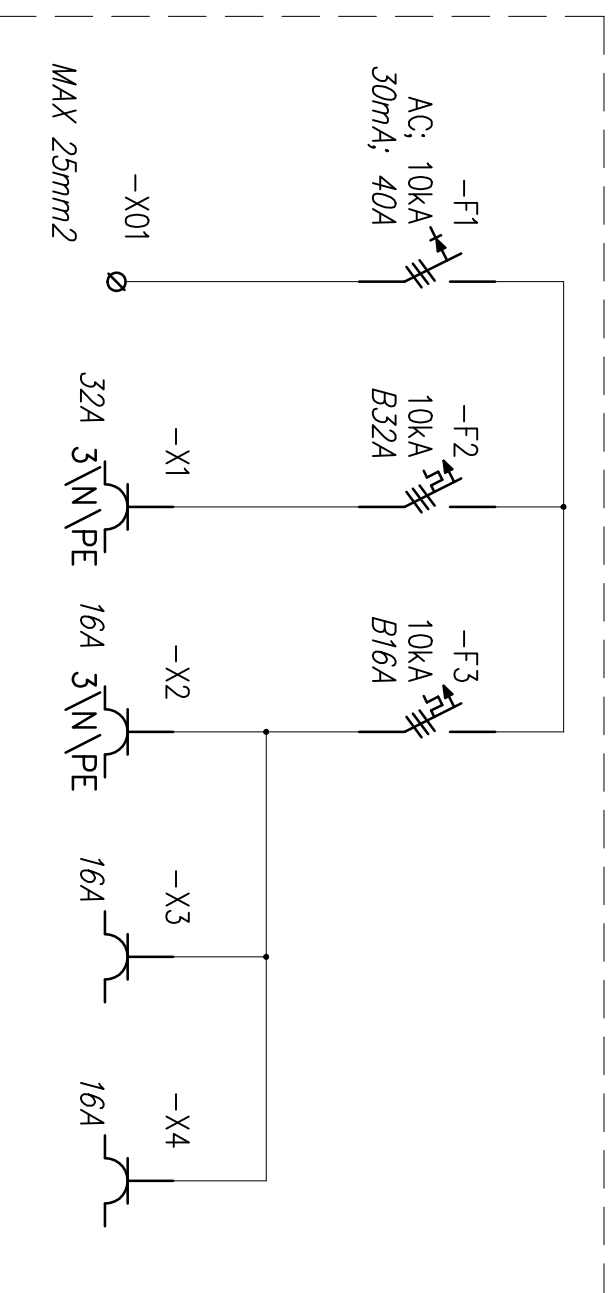 -F1
AC; 10kA
30mA; 40A
-X01
MAX 25mm2
-F2
10kA
B32A
-X1
32A
3\N\PE
-F3
10kA
B16A
-X2
16A
3\N\PE
-X3
16A
-X4
16A